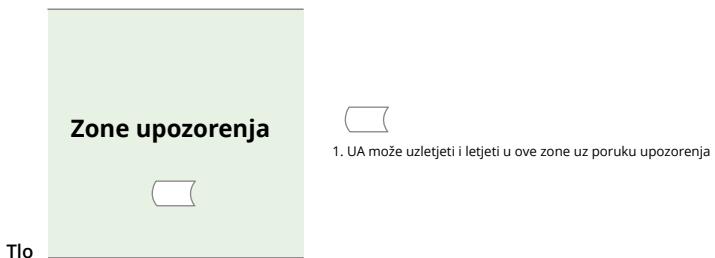 Zone upozorenja
1. UA može uzletjeti i letjeti u ove zone uz poruku upozorenja
Tlo